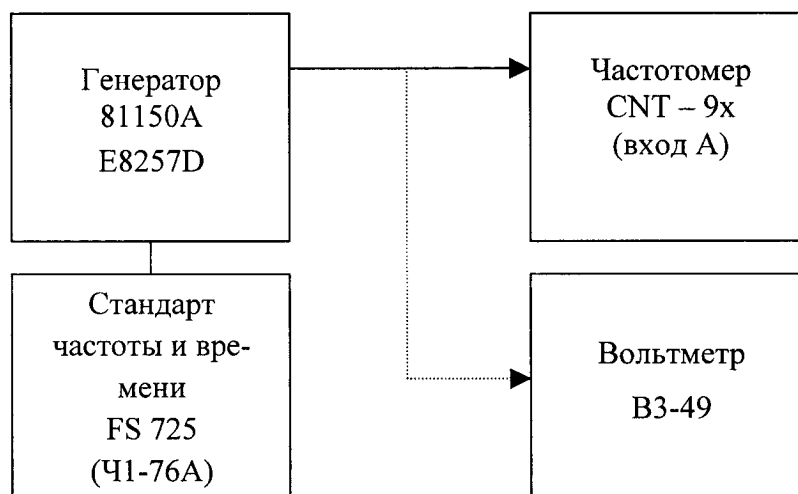 Генератор
81150A
E8257D
Частотомер
CNT – 9x
(вход А)
Стандарт
частоты и вре-
мени
FS 725
(Ч1-76А)
Вольтметр
В3-49